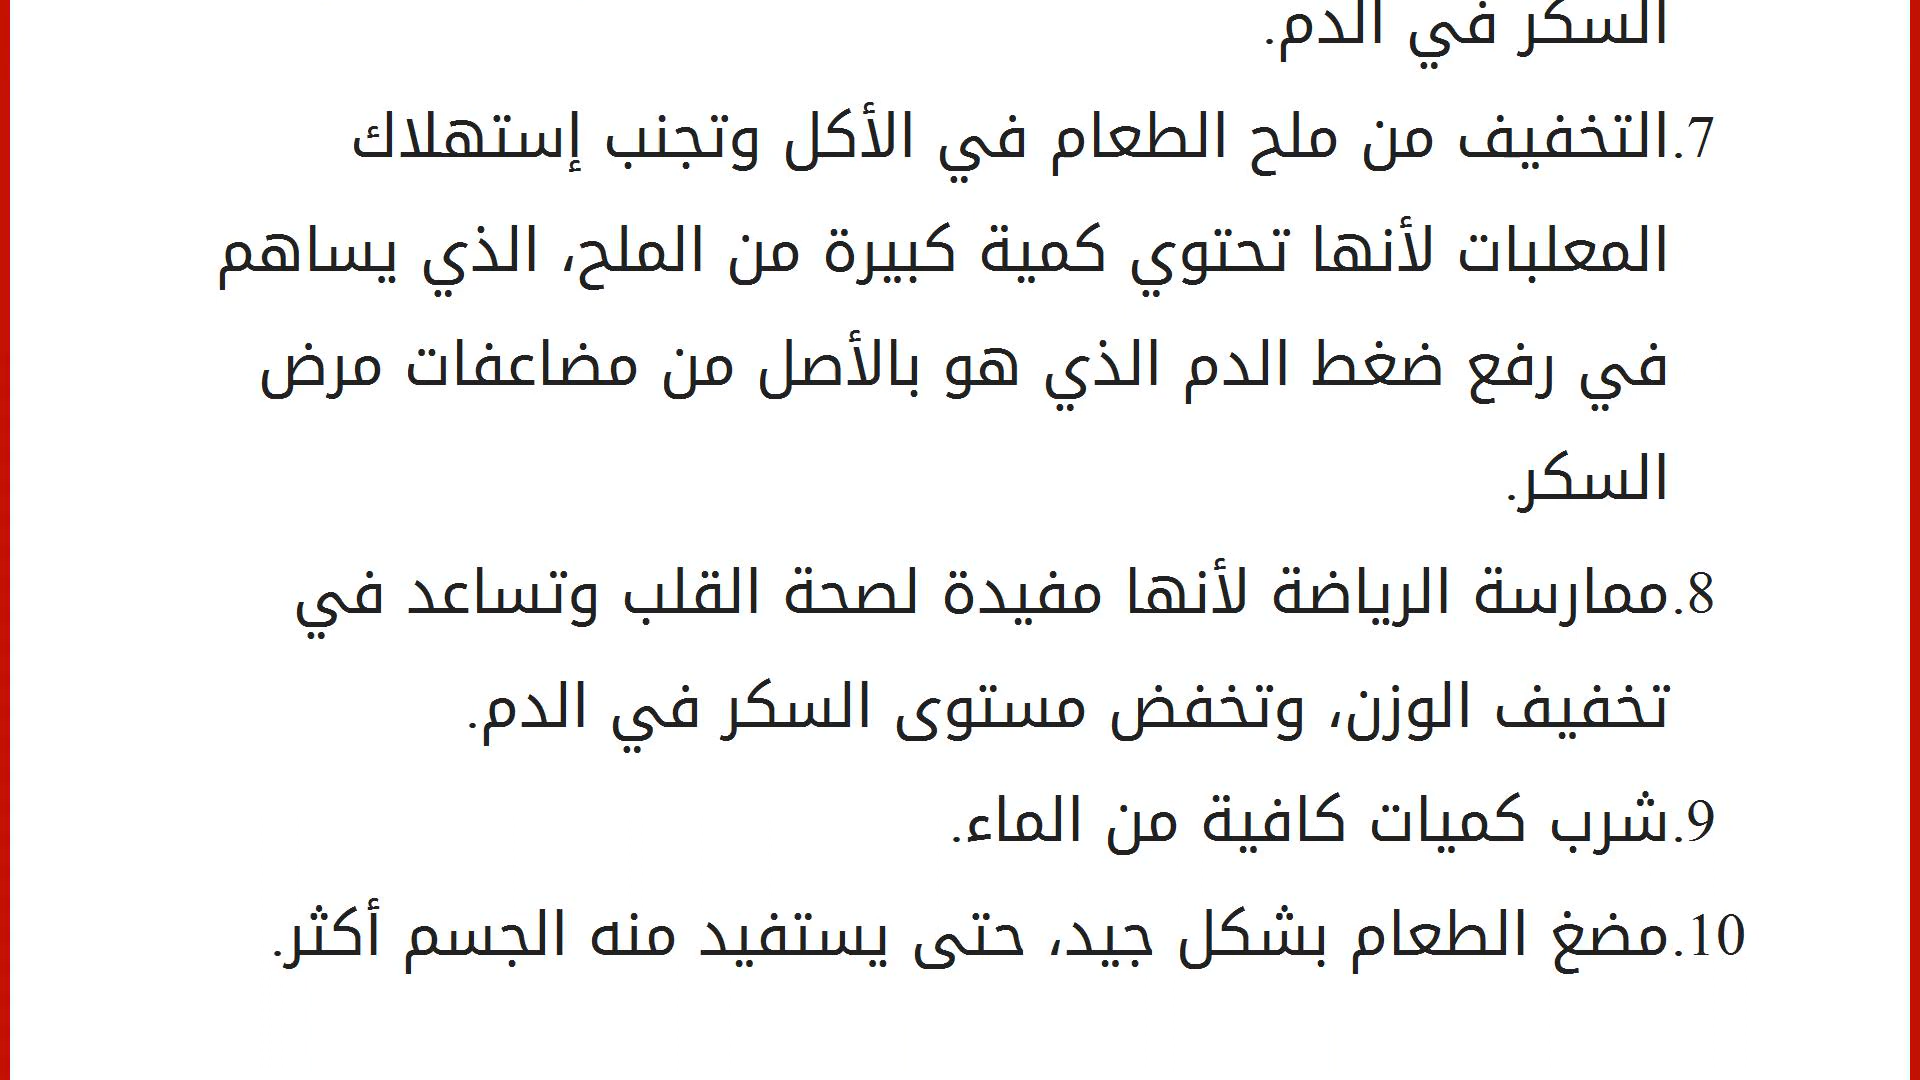 السكر في الدم.
7.التخفيف من ملح الطعام في الأكل وتجنب إستهلاك
المعلبات لأنها تحتوي كمية كبيرة من الملح، الذي يساهم
في رفع ضغط الدم الذي هو بالأصل من مضاعفات مرض
السكر.
8.ممارسة الرياضة لأنها مفيدة لصحة القلب وتساعد في
تخفيف الوزن، وتخفض مستوى السكر في الدم.
9.شرب كميات كافية من الماء.
10.مضغ الطعام بشكل جيد، حتى يستفيد منه الجسم أكثر.